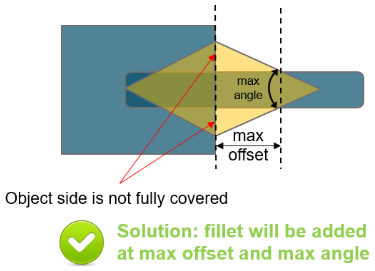 max
angle
max
offset
Object side is not fully covered
Solution: fillet will be added
at max offset and max angle